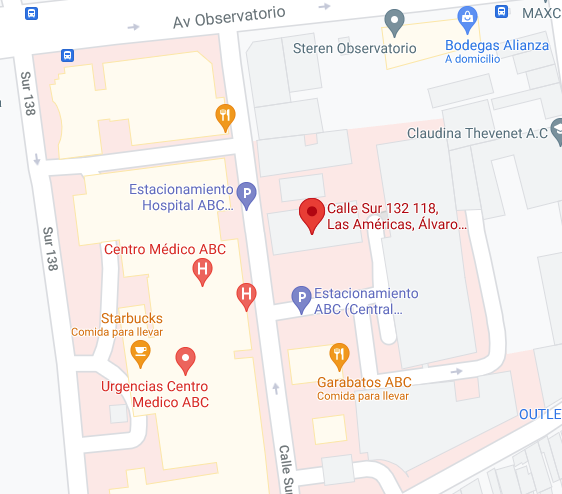 Av Observatorio
MAXC
Steren Observatorio
Bodegas Alianza
A domicilio
Sur 138
Claudina Thevenet A.C
Estacionamiento
Hospital ABC...
P
Calle Sur 132 118,
Las Américas, Álvaro...
Sur 138
Centro Médico ABC
H
H
P
Estacionamiento
ABC (Central...
Starbucks
Comida para llevar
Urgencias Centro
Medico ABC
Garabatos ABC
Comida para llevar
OUTLE
Calle Su